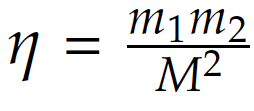 η = m₁m₂ / M²